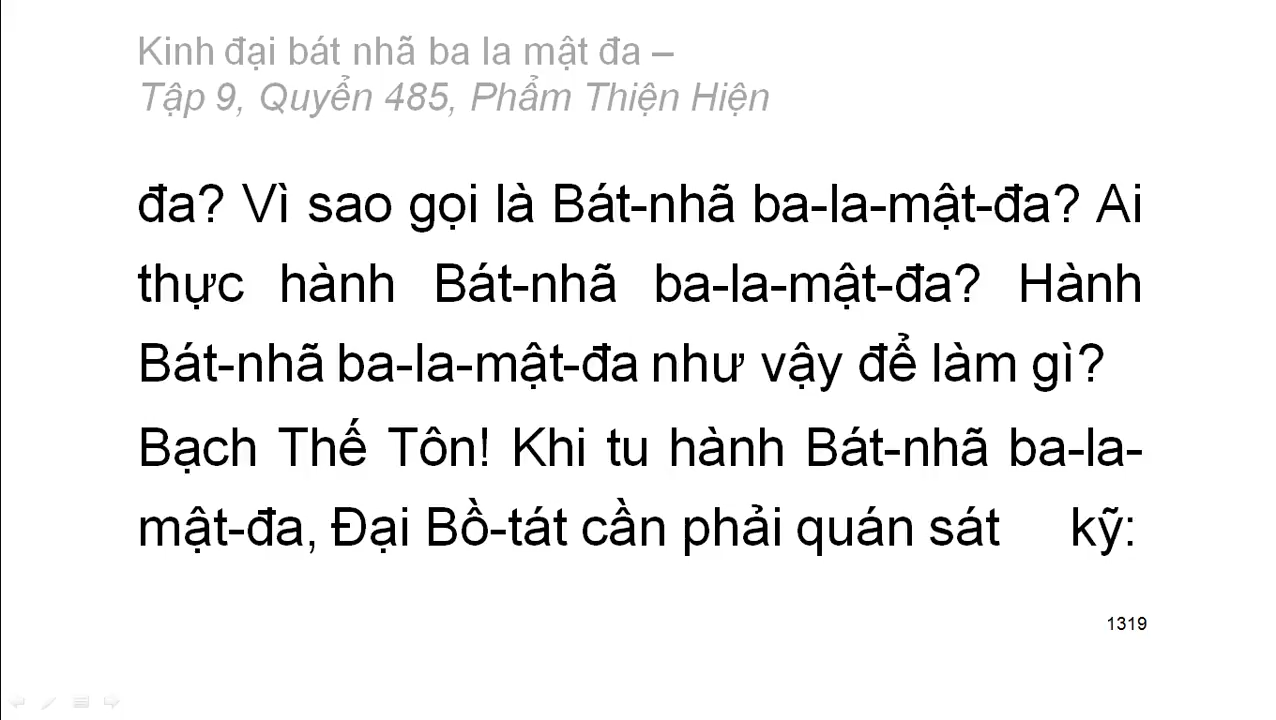 Kinh đại bát nhã ba la mật đa –
Tập 9, Quyển 485, Phẩm Thiện Hiện
đa? Vì sao gọi là Bát-nhã ba-la-mật-đa? Ai
thực hành Bát-nhã ba-la-mật-đa? Hành
Bát-nhã ba-la-mật-đa như vậy để làm gì?
Bạch Thế Tôn! Khi tu hành Bát-nhã ba-la-
mật-đa, Đại Bồ-tát cần phải quán sát kỹ:
1319